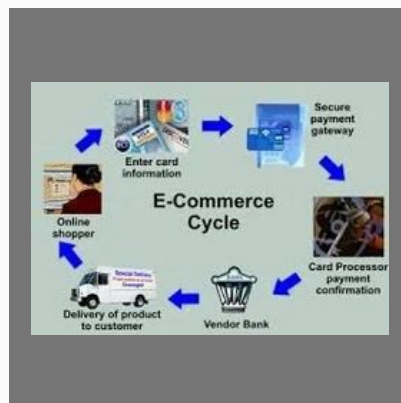 E-Commerce
Cycle
Enter card
information
Secure
payment
gateway
Card Processor
payment
confirmation
Vendor Bank
Delivery of product
to customer
Online
shopper
VISA